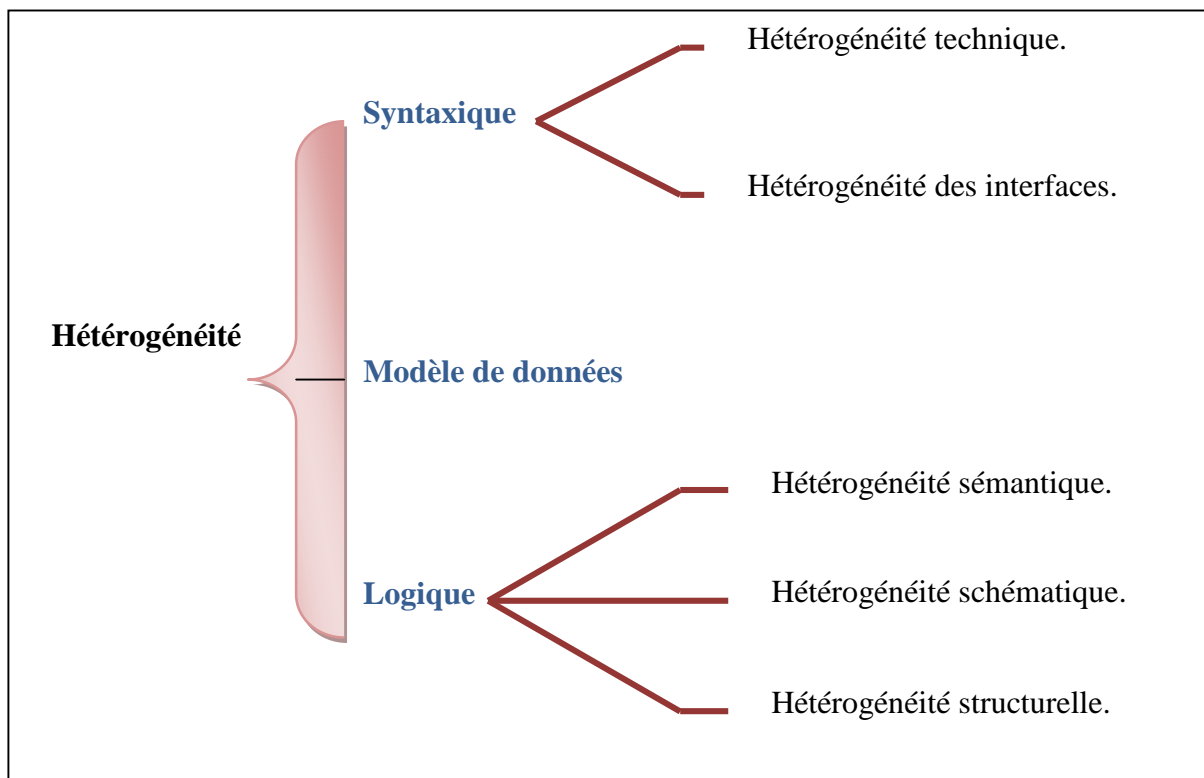 Hétérogénéité technique.
Syntaxique
Hétérogénéité des interfaces.
Hétérogénéité
Modèle de données
Hétérogénéité sémantique.
Logique
Hétérogénéité schématique.
Hétérogénéité structurelle.